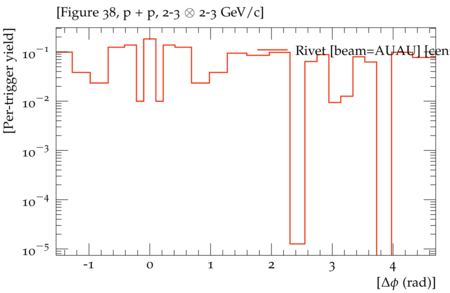 [Figure 38, p + p, 2-3 ⊗ 2-3 GeV/c]
[Per-trigger yield]
Rivet [beam=AUAU] [cen
10⁻¹
10⁻²
10⁻³
10⁻⁴
10⁻⁵
-1 0 1 2 3 4
[Δϕ (rad)]